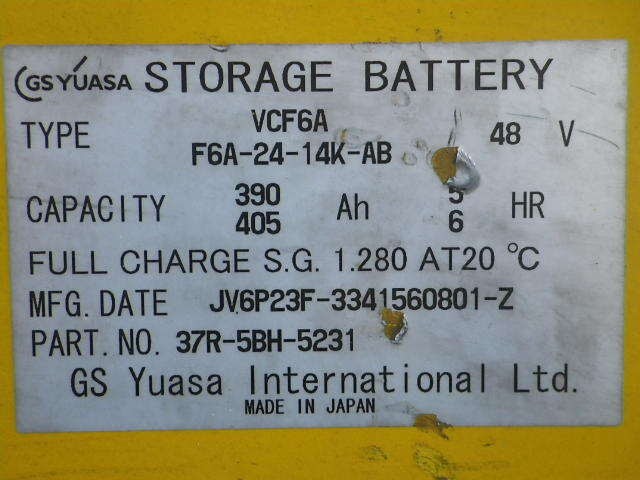 GS YUASA STORAGE BATTERY
TYPE VCF6A 48 V
F6A-24-14K-AB
CAPACITY 390 Ah 5 HR
405 6
FULL CHARGE S.G. 1.280 AT20 ℃
MFG. DATE JV6P23F-3341560801-Z
PART. NO. 37R-5BH-5231
GS Yuasa International Ltd.
MADE IN JAPAN